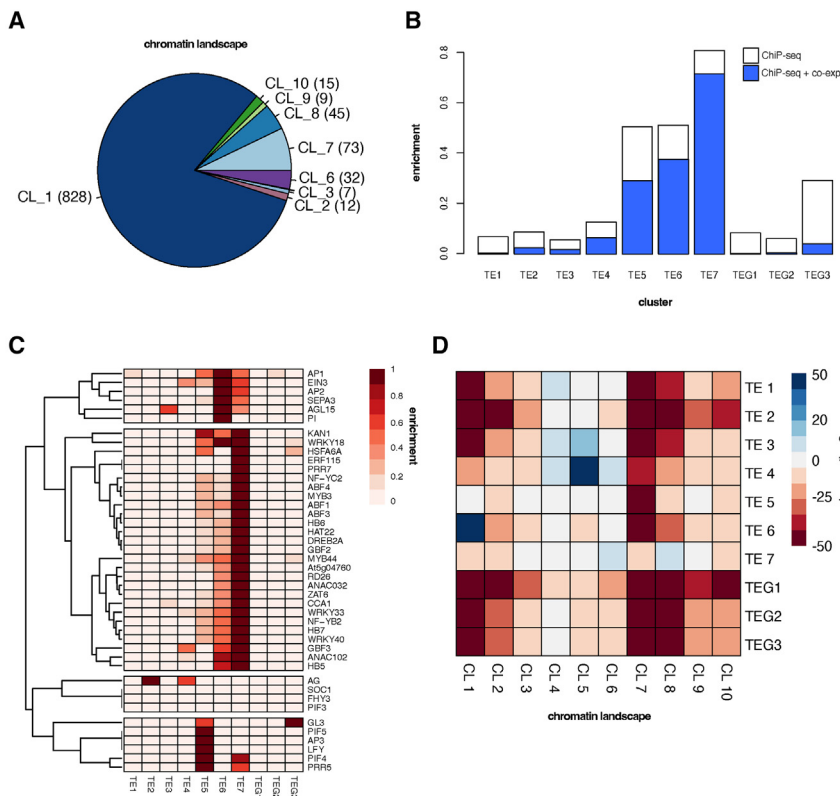 A
chromatin landscape
CL_10 (15)
CL_9 (9)
CL_8 (45)
CL_7 (73)
CL_6 (32)
CL_3 (7)
CL_2 (12)
CL_1 (828)
B
0.8
0.6
0.4
0.2
0.0
enrichment
ChiP-seq
ChiP-seq + co-exp
TE1 TE2 TE3 TE4 TE5 TE6 TE7 TEG1 TEG2 TEG3
cluster
C
AP1
EIN3
AP2
SEPA3
AGL15
PI
KAN1
WRKY18
HSFA6A
ERF115
PRR7
NF-YC2
ABF4
MYB3
ABF1
ABF3
HB6
HAT22
DREB2A
GBF2
MYB44
At5g04760
RD26
ANAC032
ZAT6
CCA1
WRKY33
NF-YB2
HB7
WRKY40
GBF3
ANAC102
HB5
AG
SOC1
FHY3
PIF3
GL3
PIF5
AP3
LFY
PIF4
PRR5
TE1 TE2 TE3 TE4 TE5 TE6 TE7 TEG1 TEG2
1
0.8
0.6
0.4
0.2
0
enrichment
D
TE 1
TE 2
TE 3
TE 4
TE 5
TE 6
TE 7
TEG1
TEG2
TEG3
CL 1 CL 2 CL 3 CL 4 CL 5 CL 6 CL 7 CL 8 CL 9 CL 10
chromatin landscape
50
20
0
-25
-50